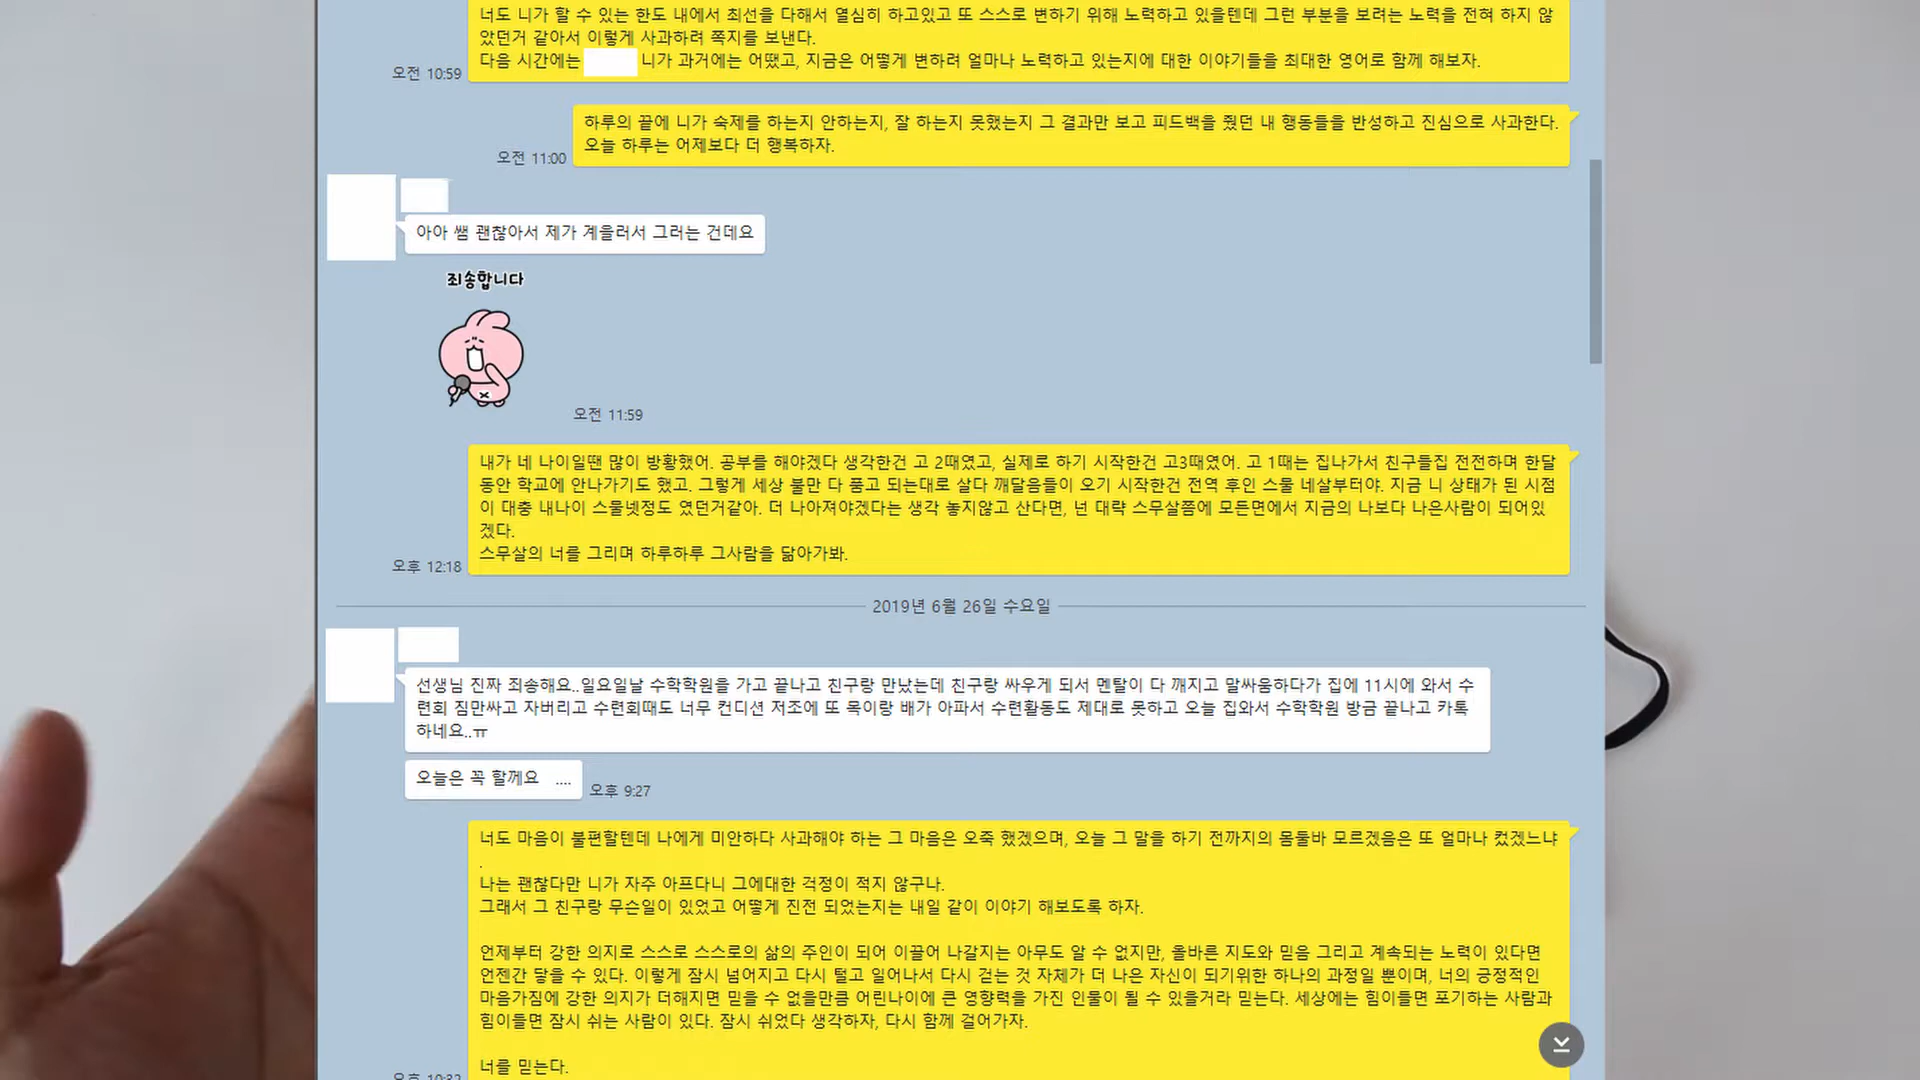 너도 니가 할 수 있는 한도 내에서 최선을 다해서 열심히 하고있고 또 스스로 변하기 위해 노력하고 있을텐데 그런 부분을 보려는 노력을 전혀 하지 않
았던거 같아서 이렇게 사과하려 쪽지를 보낸다.
다음 시간에는 니가 과거에는 어땠고, 지금은 어떻게 변하려 얼마나 노력하고 있는지에 대한 이야기들을 최대한 영어로 함께 해보자.
오전 10:59
하루의 끝에 니가 숙제를 하는지 안하는지, 잘 하는지 못했는지 그 결과만 보고 피드백을 줬던 내 행동들을 반성하고 진심으로 사과한다.
오늘 하루는 어제보다 더 행복하자.
오전 11:00
아아 쌤 괜찮아서 제가 계을러서 그러는 건데요
죄송합니다
오전 11:59
내가 네 나이일땐 많이 방황했어. 공부를 해야겠다 생각한건 고 2때였고, 실제로 하기 시작한건 고3때였어. 고 1때는 집나가서 친구들집 전전하며 한달
동안 학교에 안나가기도 했고. 그렇게 세상 불만 다 품고 되는대로 살다 깨달음들이 오기 시작한건 전역 후인 스물 네살부터야. 지금 니 상태가 된 시점
이 대충 내나이 스물넷정도 였던거같아. 더 나아져야겠다는 생각 놓지않고 산다면, 넌 대략 스무살쯤에 모든면에서 지금의 나보다 나은사람이 되어있
겠다.
스무살의 너를 그리며 하루하루 그사람을 닮아가봐.
오후 12:18
2019년 6월 26일 수요일
선생님 진짜 죄송해요..일요일날 수학학원을 가고 끝나고 친구랑 만났는데 친구랑 싸우게 되서 멘탈이 다 깨지고 말싸움하다가 집에 11시에 와서 수
련회 짐만싸고 자버리고 수련회때도 너무 컨디션 저조에 또 목이랑 배가 아파서 수련활동도 제대로 못하고 오늘 집와서 수학학원 방금 끝나고 카톡
하네요..ㅠ
오늘은 꼭 할께요 ....
오후 9:27
너도 마음이 불편할텐데 나에게 미안하다 사과해야 하는 그 마음은 오죽 했겠으며, 오늘 그 말을 하기 전까지의 몸둘바 모르겠음은 또 얼마나 컸겠느냐
.
나는 괜찮다만 니가 자주 아프다니 그에대한 걱정이 적지 않구나.
그래서 그 친구랑 무슨일이 있었고 어떻게 진전 되었는지는 내일 같이 이야기 해보도록 하자.
언제부터 강한 의지로 스스로 스스로의 삶의 주인이 되어 이끌어 나갈지는 아무도 알 수 없지만, 올바른 지도와 믿음 그리고 계속되는 노력이 있다면
언젠간 닿을 수 있다. 이렇게 잠시 넘어지고 다시 털고 일어나서 다시 걷는 것 자체가 더 나은 자신이 되기위한 하나의 과정일 뿐이며, 너의 긍정적인
마음가짐에 강한 의지가 더해지면 믿을 수 없을만큼 어린나이에 큰 영향력을 가진 인물이 될 수 있을거라 믿는다. 세상에는 힘이들면 포기하는 사람과
힘이들면 잠시 쉬는 사람이 있다. 잠시 쉬었다 생각하자, 다시 함께 걸어가자.
너를 믿는다.
오후 10:32